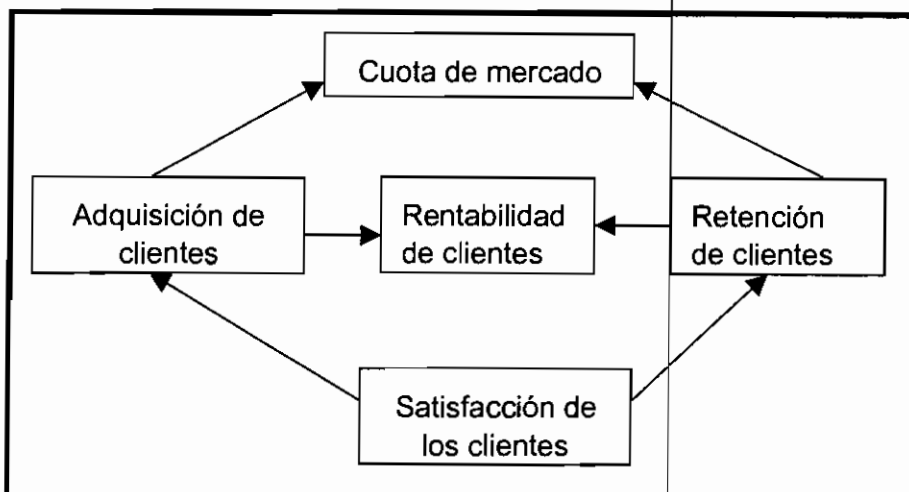 Cuota de mercado
Adquisición de
clientes
Rentabilidad
de clientes
Retención
de clientes
Satisfacción de
los clientes